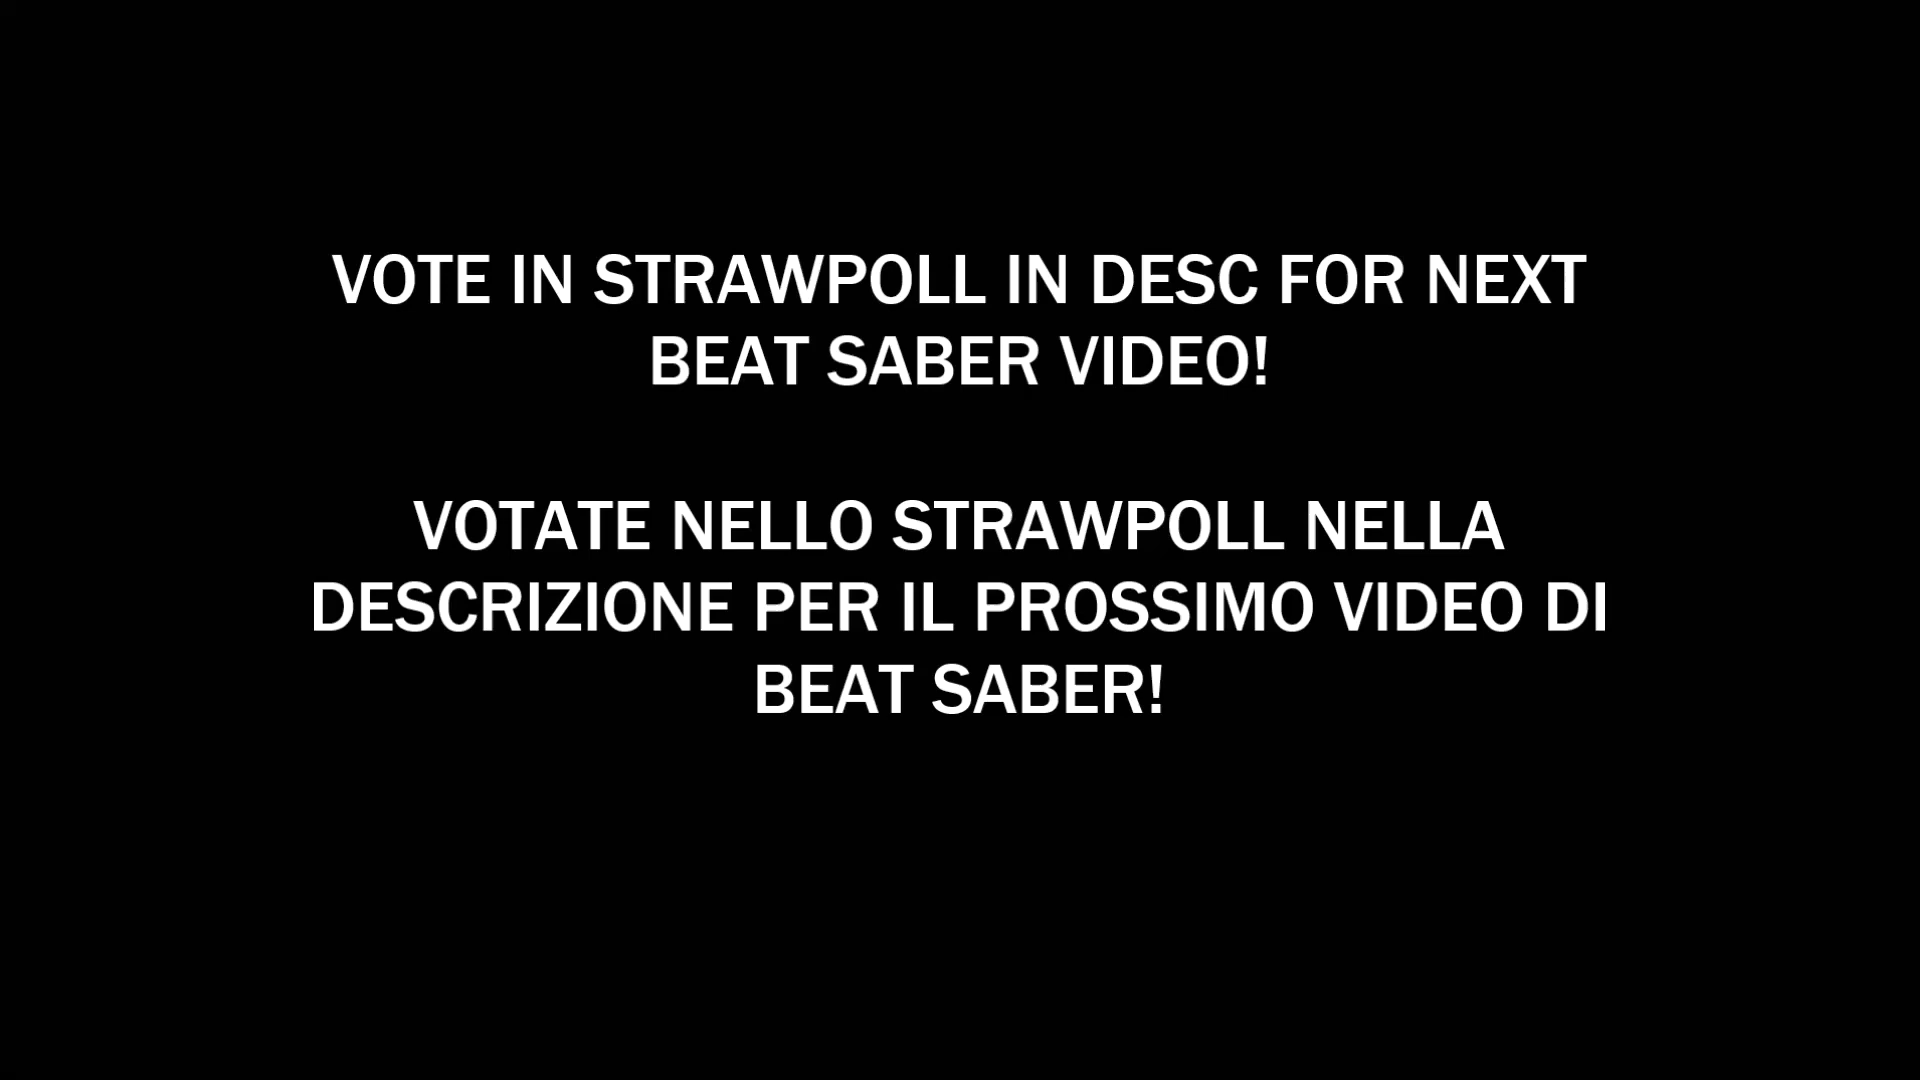 VOTE IN STRAWPOLL IN DESC FOR NEXT
BEAT SABER VIDEO!
VOTATE NELLO STRAWPOLL NELLA
DESCRIZIONE PER IL PROSSIMO VIDEO DI
BEAT SABER!